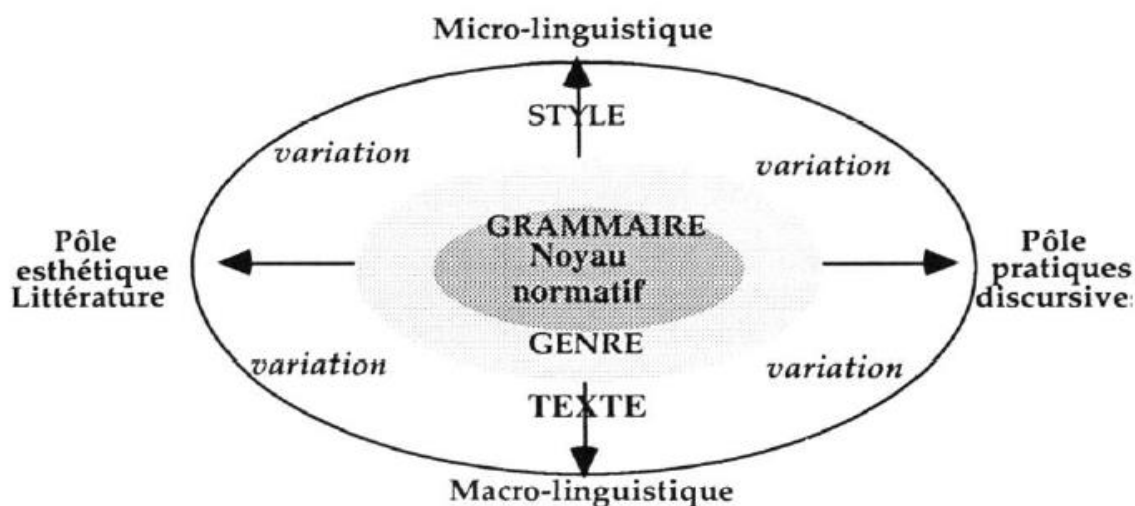 Micro-linguistique
STYLE
variation
variation
GRAMMAIRE
Noyau
normatif
Pôle
esthétique
Littérature
Pôle
pratiques
discursives
GENRE
variation
variation
TEXTE
Macro-linguistique